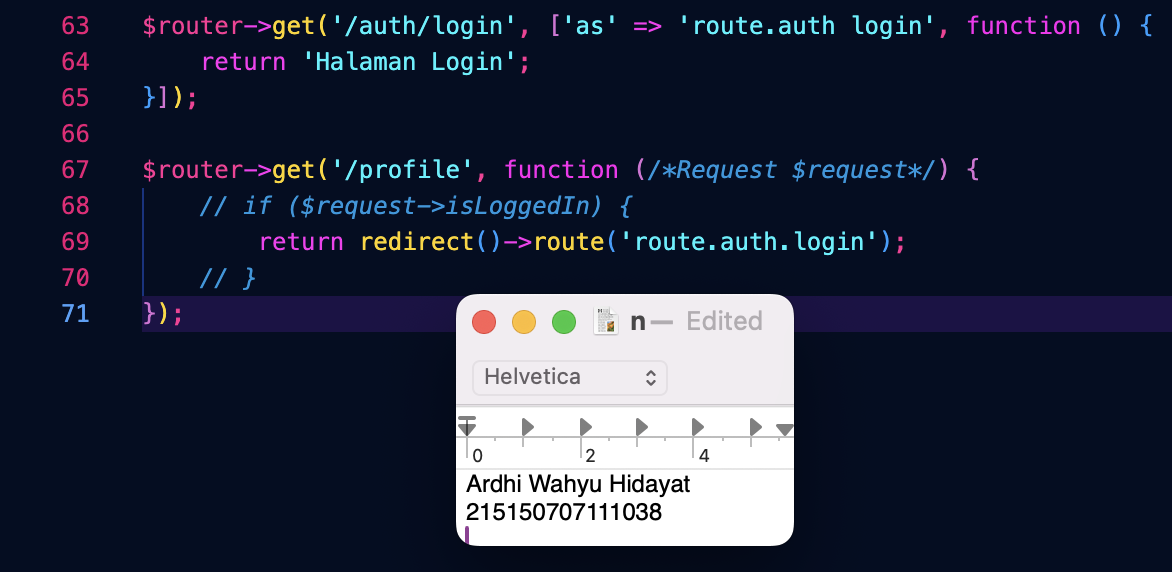 63 $router->get('/auth/login', ['as' => 'route.auth login', function () {
64 return 'Halaman Login';
65 }]);
66
67 $router->get('/profile', function (/*Request $request*/) {
68 // if ($request->isLoggedIn) {
69 return redirect()->route('route.auth.login');
70 // }
71 });
n — Edited
Helvetica
0 2 4
Ardhi Wahyu Hidayat
215150707111038